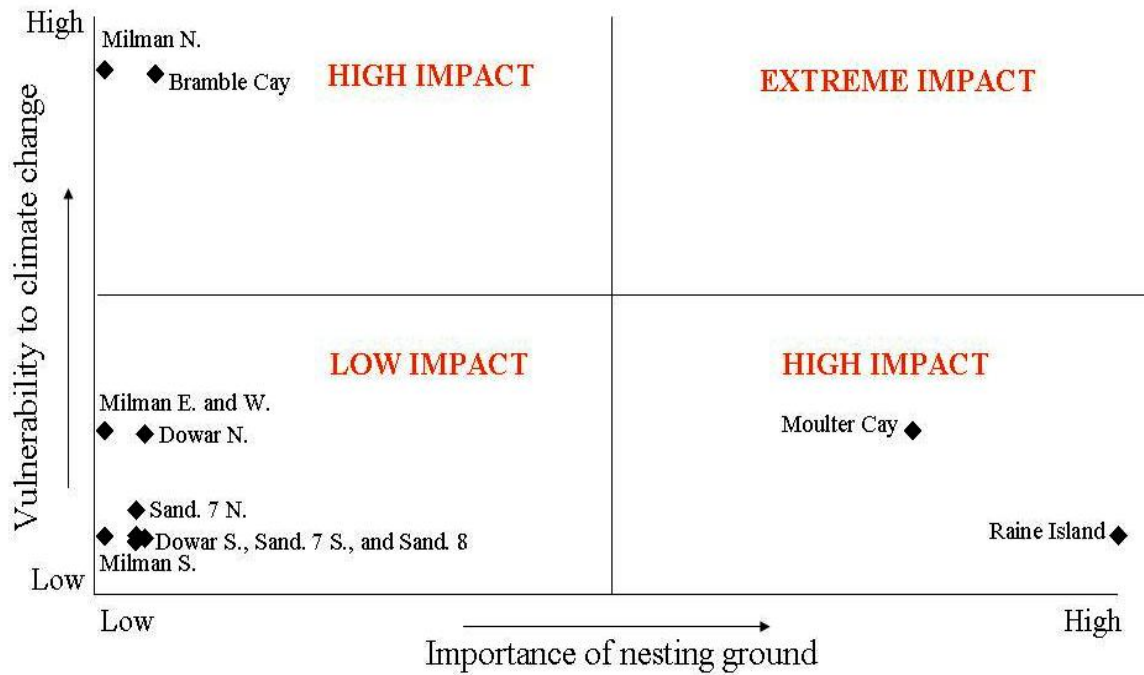 High
Milman N.
Bramble Cay
HIGH IMPACT
EXTREME IMPACT
Vulnerability to climate change
LOW IMPACT
HIGH IMPACT
Milman E. and W.
Dowar N.
Moulter Cay
Sand. 7 N.
Dowar S., Sand. 7 S., and Sand. 8
Milman S.
Raine Island
Low
Low
High
Importance of nesting ground